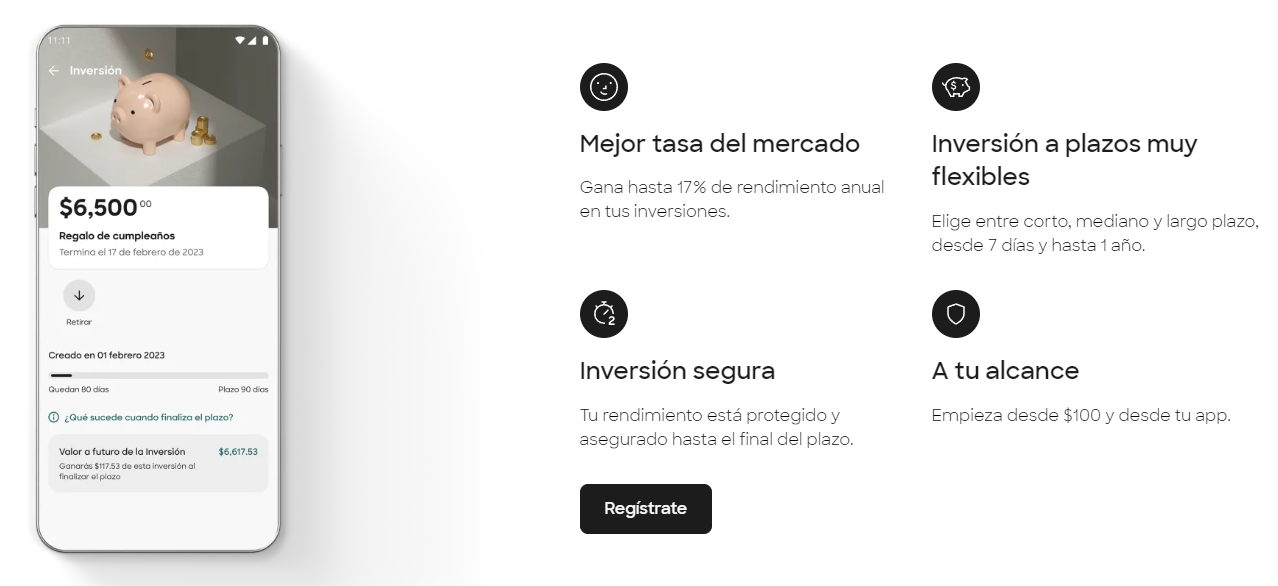 11:11
Inversión
$6,500 00
Regalo de cumpleaños
Termina el 17 de febrero de 2023
Retirar
Creado en 01 febrero 2023
Quedan 80 días
Plazo 90 días
¿Qué sucede cuando finaliza el plazo?
Valor a futuro de la Inversión
$6,617.53
Ganarás $117.53 de esta inversión al
finalizar el plazo
Mejor tasa del mercado
Gana hasta 17% de rendimiento anual
en tus inversiones.
$
Inversión a plazos muy
flexibles
Elige entre corto, mediano y largo plazo,
desde 7 días y hasta 1 año.
2
Inversión segura
Tu rendimiento está protegido y
asegurado hasta el final del plazo.
A tu alcance
Empieza desde $100 y desde tu app.
Regístrate